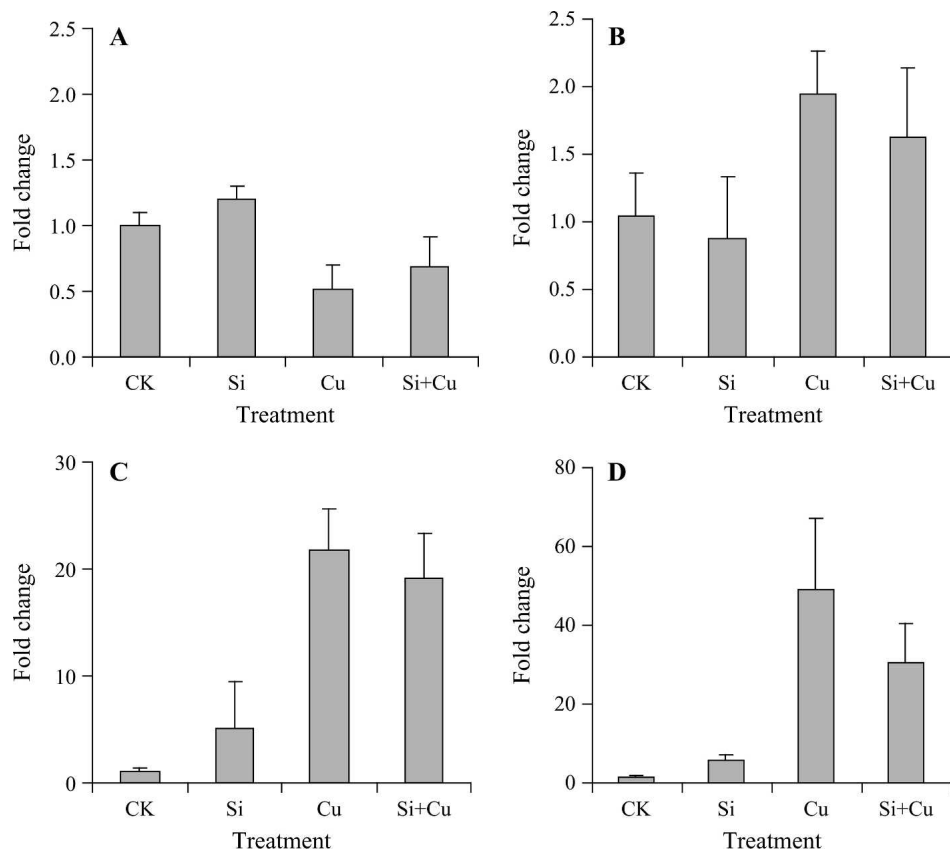 A
Fold change
2.5
2.0
1.5
1.0
0.5
0.0
CK Si Cu Si+Cu
Treatment
B
Fold change
2.5
2.0
1.5
1.0
0.5
0.0
CK Si Cu Si+Cu
Treatment
C
Fold change
30
20
10
0
CK Si Cu Si+Cu
Treatment
D
Fold change
80
60
40
20
0
CK Si Cu Si+Cu
Treatment